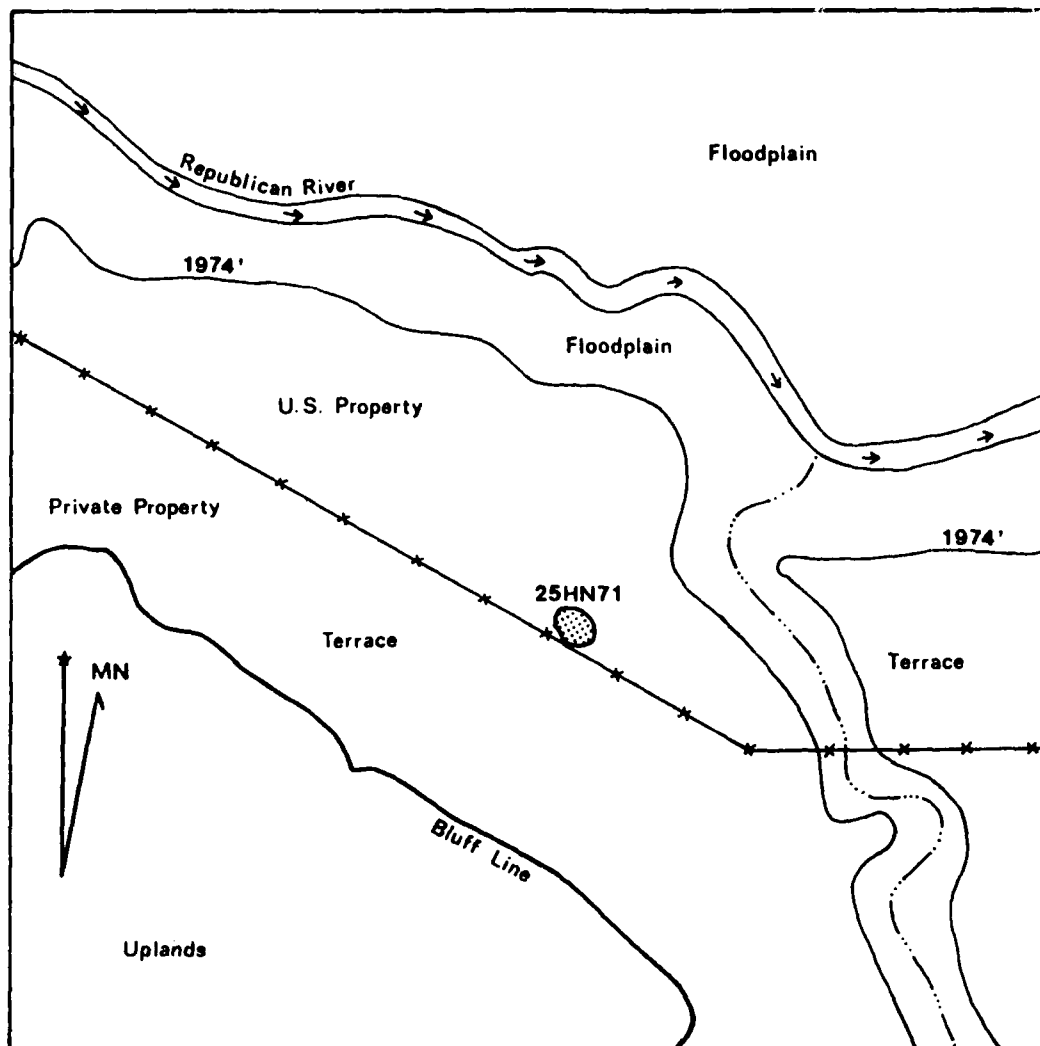 Floodplain
Republican River
1974'
Floodplain
U.S. Property
Private Property
1974'
25HN71
Terrace
Terrace
MN
Bluff Line
Uplands